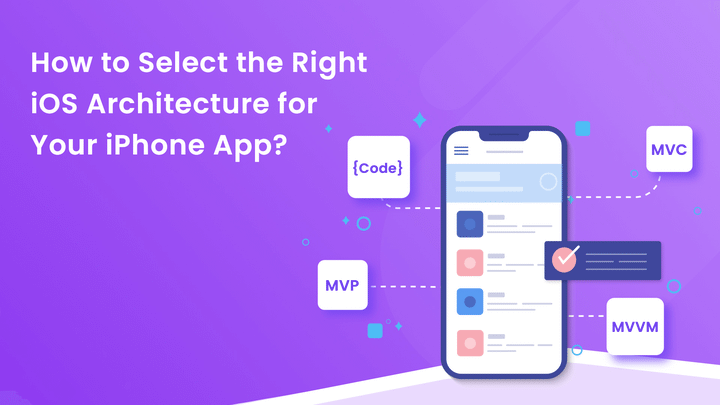 How to Select the Right
iOS Architecture for
Your iPhone App?
{Code}
MVC
MVP
MVVM